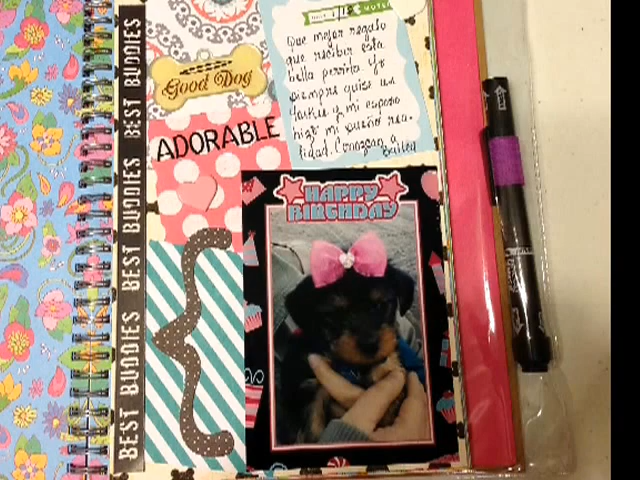 BEST BUDDIES BEST BUDDIES BEST BUDDIES
Good Dog
ADORABLE
Que mejor regalo
que recibir esta
bella perrita. Yo
siempre quise un
y mi esposo
hizo mi sueño rea-
lidad. Conozcan a
Bailey
HAPPY
BIRTHDAY